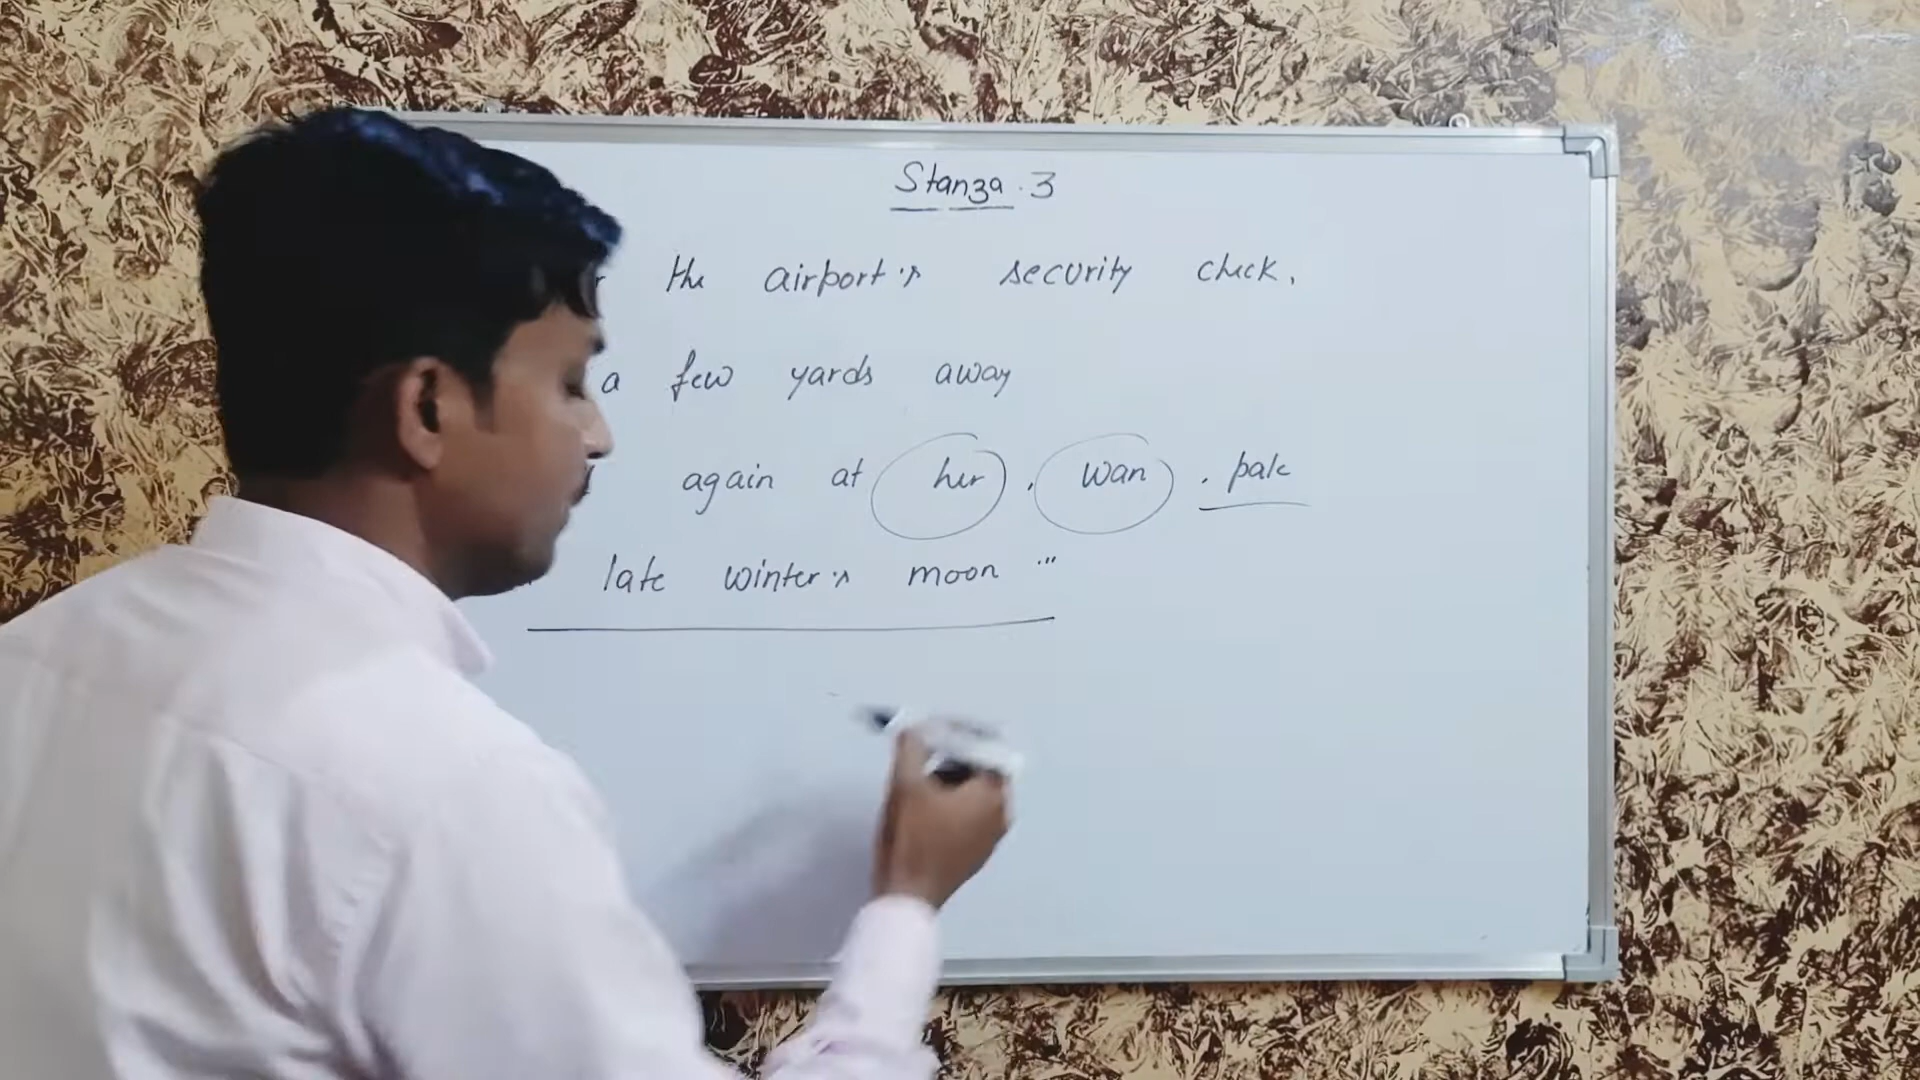 Stanza . 3
the airport's security check,
a few yards away
again at her , wan , pale
late winter's moon ...